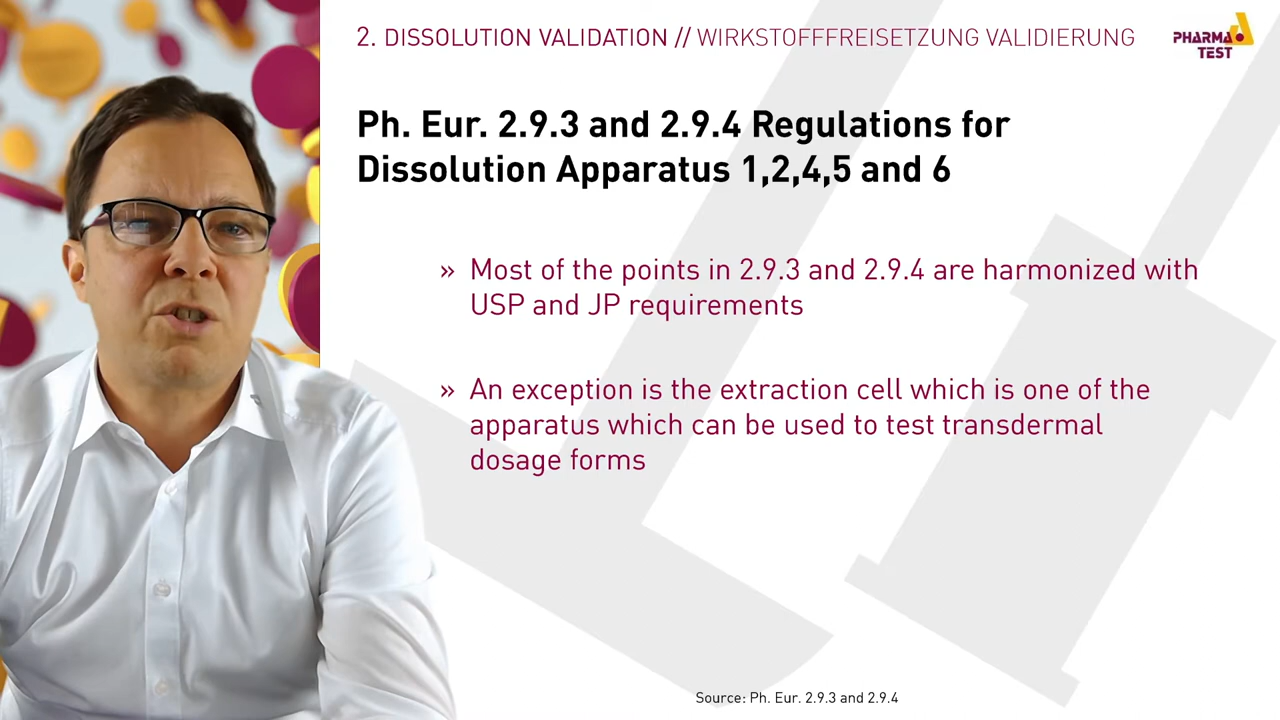 2. DISSOLUTION VALIDATION // WIRKSTOFFFREISETZUNG VALIDIERUNG
PHARMA
TEST
Ph. Eur. 2.9.3 and 2.9.4 Regulations for
Dissolution Apparatus 1,2,4,5 and 6
» Most of the points in 2.9.3 and 2.9.4 are harmonized with
USP and JP requirements
» An exception is the extraction cell which is one of the
apparatus which can be used to test transdermal
dosage forms
Source: Ph. Eur. 2.9.3 and 2.9.4